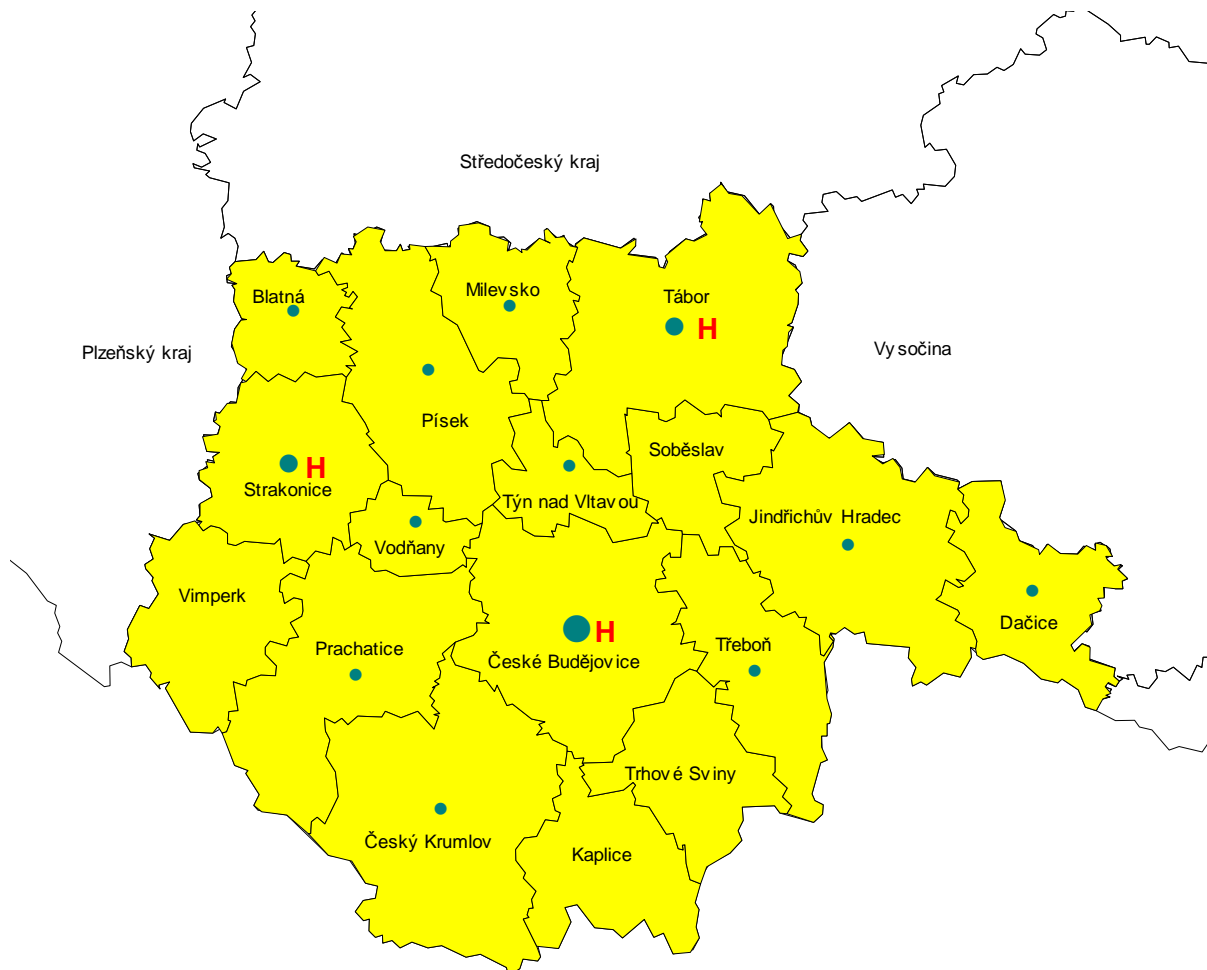 Středočeský kraj
Blatná
Milevsko
Tábor
H
Plzeňský kraj
Vysočina
Písek
Soběslav
H
Strakonice
Týn nad Vltavou
Jindřichův Hradec
Vodňany
Vimperk
Dačice
H
Prachatice
Třeboň
České Budějovice
Trhové Sviny
Český Krumlov
Kaplice